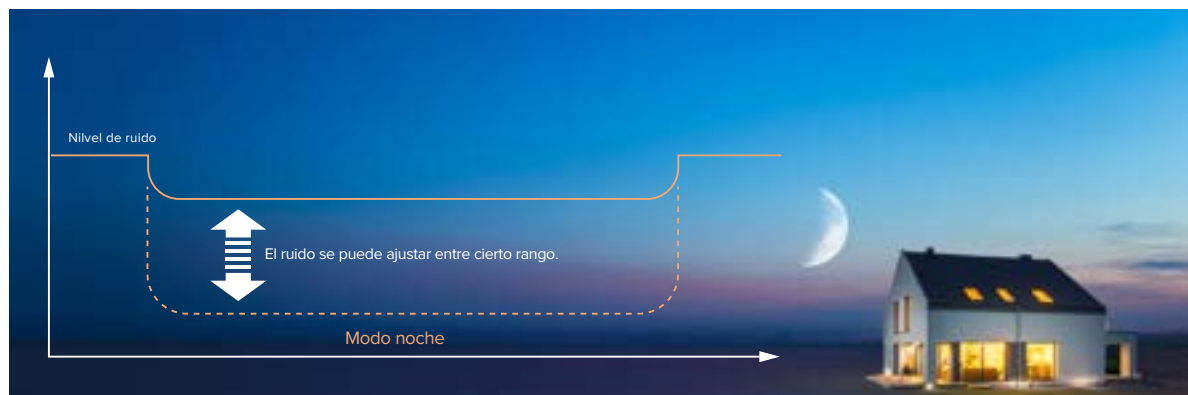 Nilvel de ruido
El ruido se puede ajustar entre cierto rango.
Modo noche